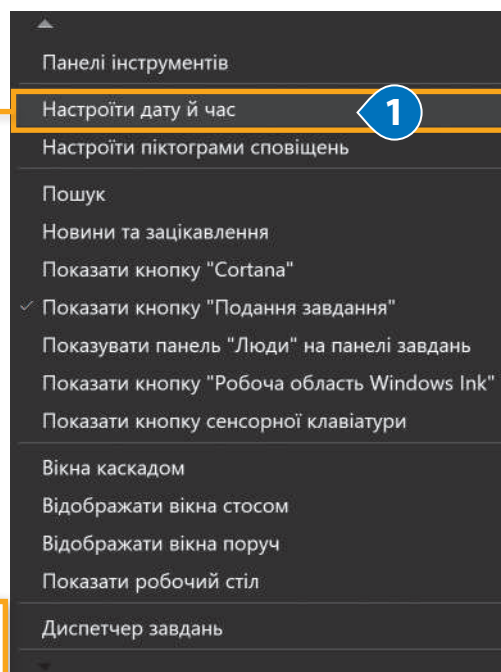 Панелі інструментів
Настроїти дату й час 1
Настроїти піктограми сповіщень
Пошук
Новини та зацікавлення
Показати кнопку "Cortana"
Показати кнопку "Подання завдання"
Показувати панель "Люди" на панелі завдань
Показати кнопку "Робоча область Windows Ink"
Показати кнопку сенсорної клавіатури
Вікна каскадом
Відображати вікна стосом
Відображати вікна поруч
Показати робочий стіл
Диспетчер завдань